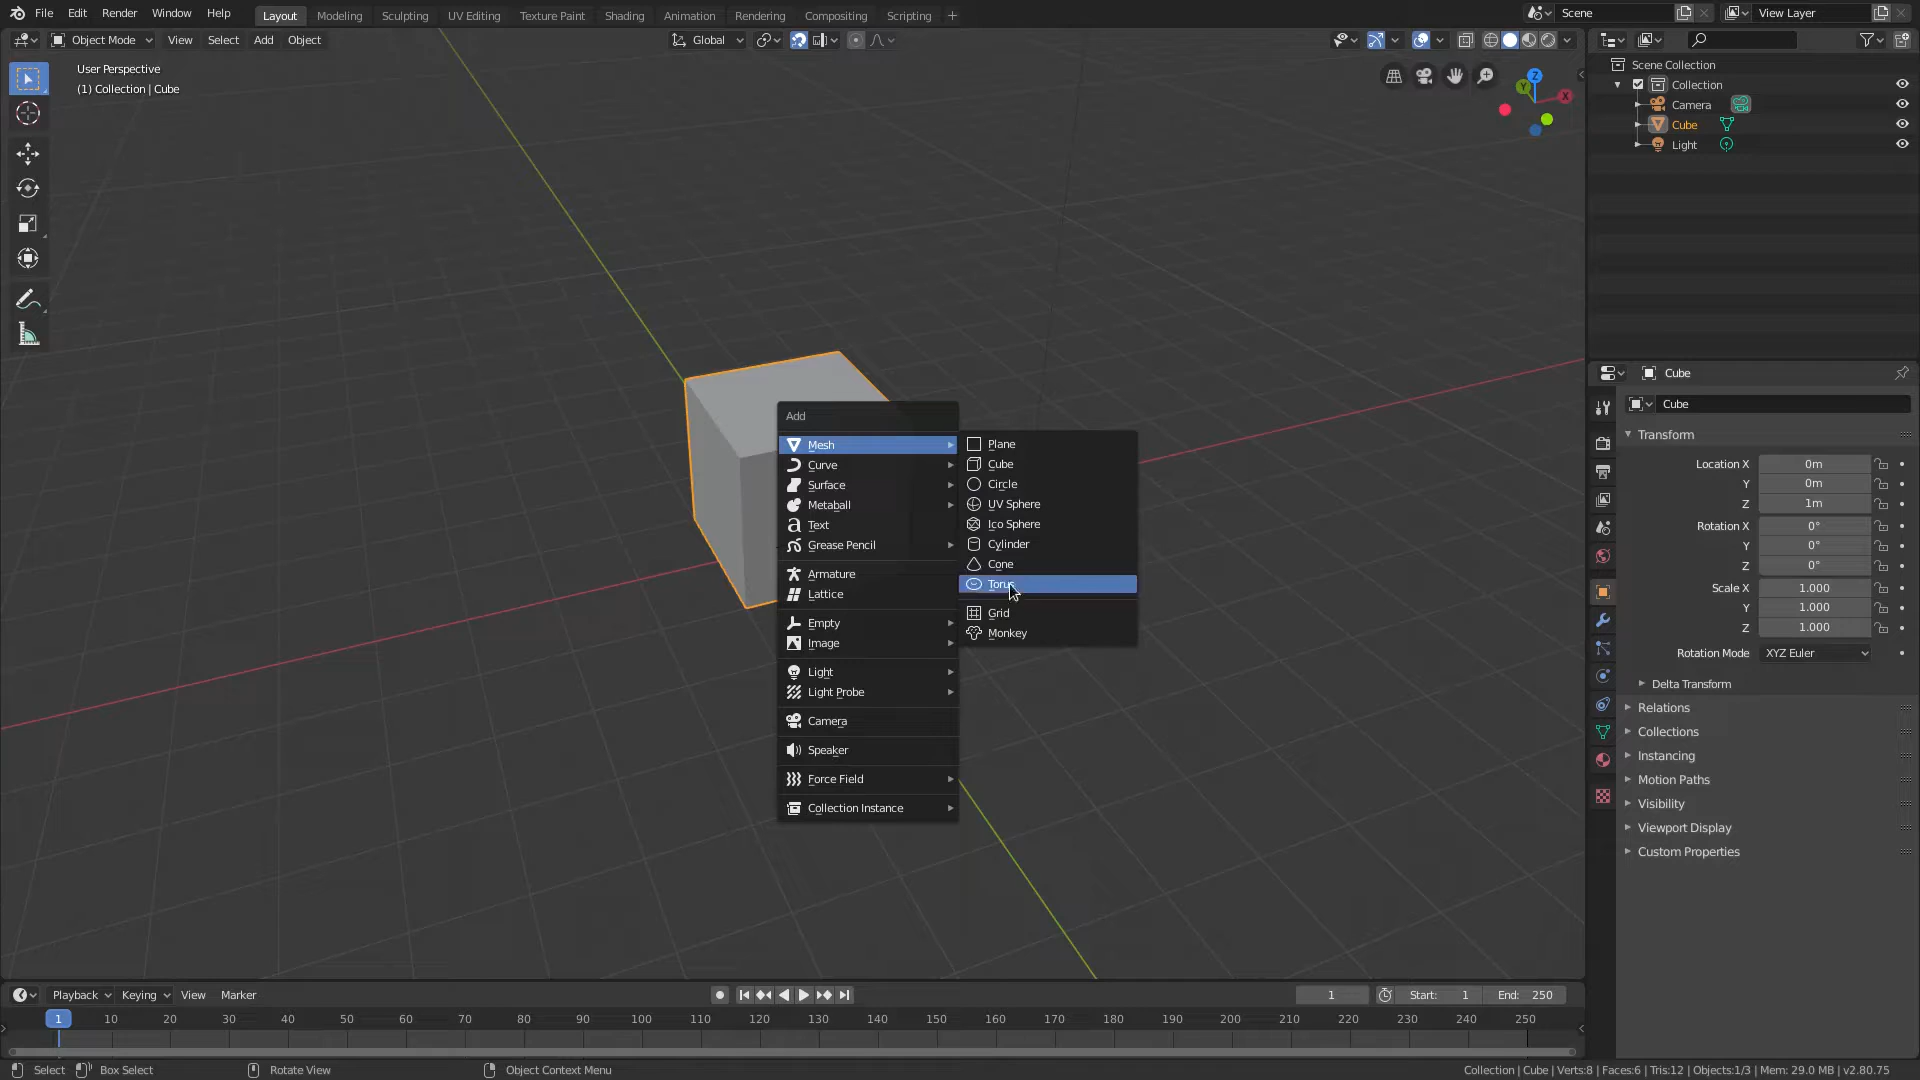 File Edit Render Window Help Layout Modeling Sculpting UV Editing Texture Paint Shading Animation Rendering Compositing Scripting + Scene View Layer
Object Mode View Select Add Object Global
User Perspective
(1) Collection | Cube
Z
Y
X
Scene Collection
Collection
Camera
Cube
Light
Add
Mesh
Curve
Surface
Metaball
Text
Grease Pencil
Armature
Lattice
Empty
Image
Light
Light Probe
Camera
Speaker
Force Field
Collection Instance
Plane
Cube
Circle
UV Sphere
Ico Sphere
Cylinder
Cone
Torus
Grid
Monkey
Cube
Cube
Transform
Location X 0m
Y 0m
Z 1m
Rotation X 0°
Y 0°
Z 0°
Scale X 1.000
Y 1.000
Z 1.000
Rotation Mode XYZ Euler
Delta Transform
Relations
Collections
Instancing
Motion Paths
Visibility
Viewport Display
Custom Properties
Playback Keying View Marker 1 Start: 1 End: 250
1 10 20 30 40 50 60 70 80 90 100 110 120 130 140 150 160 170 180 190 200 210 220 230 240 250
Select Box Select Rotate View Object Context Menu Collection | Cube | Verts:8 | Faces:6 | Tris:12 | Objects:1/3 | Mem: 29.0 MB | v2.80.75